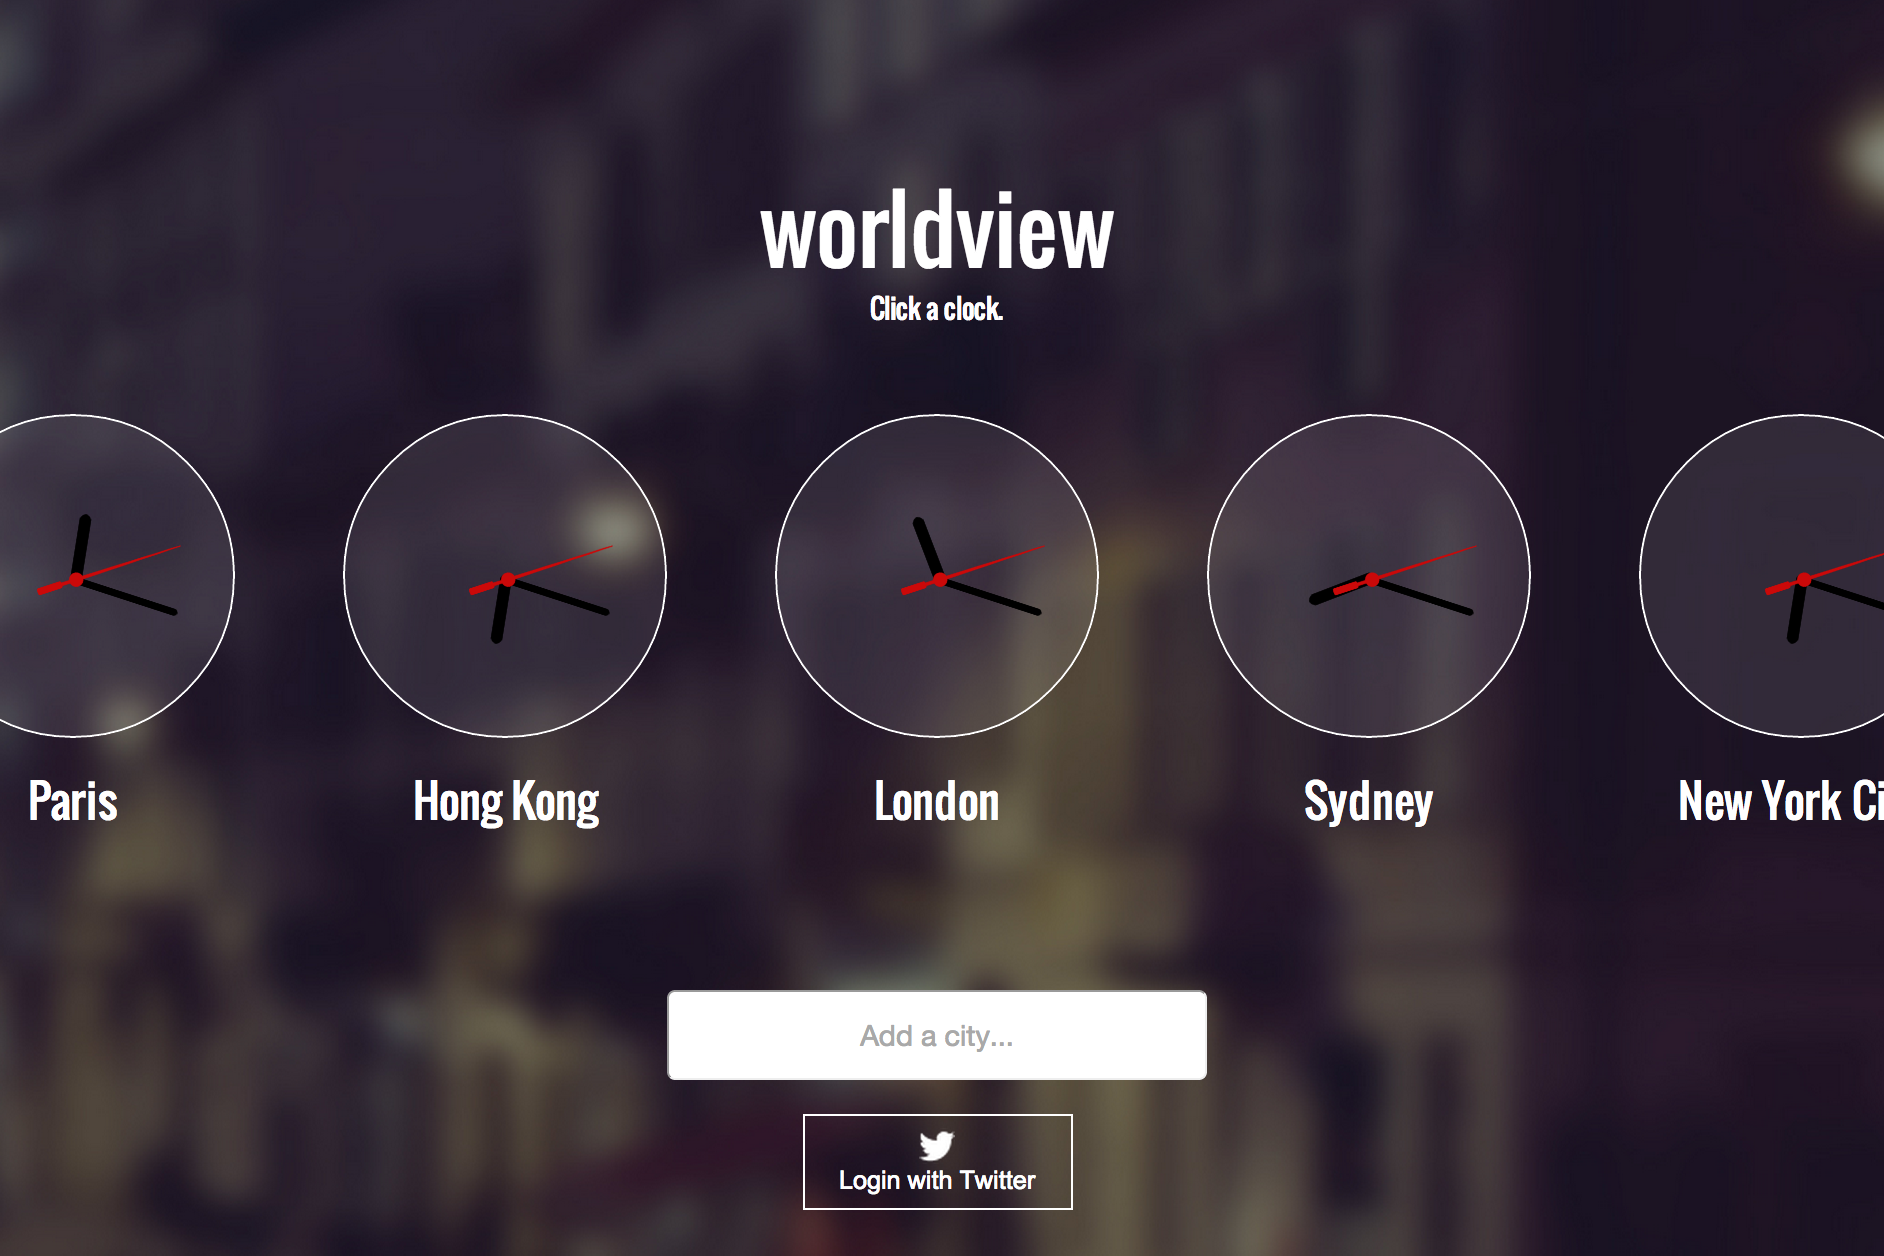 worldview
Click a clock.
Paris
Hong Kong
London
Sydney
New York Ci
Add a city...
Login with Twitter